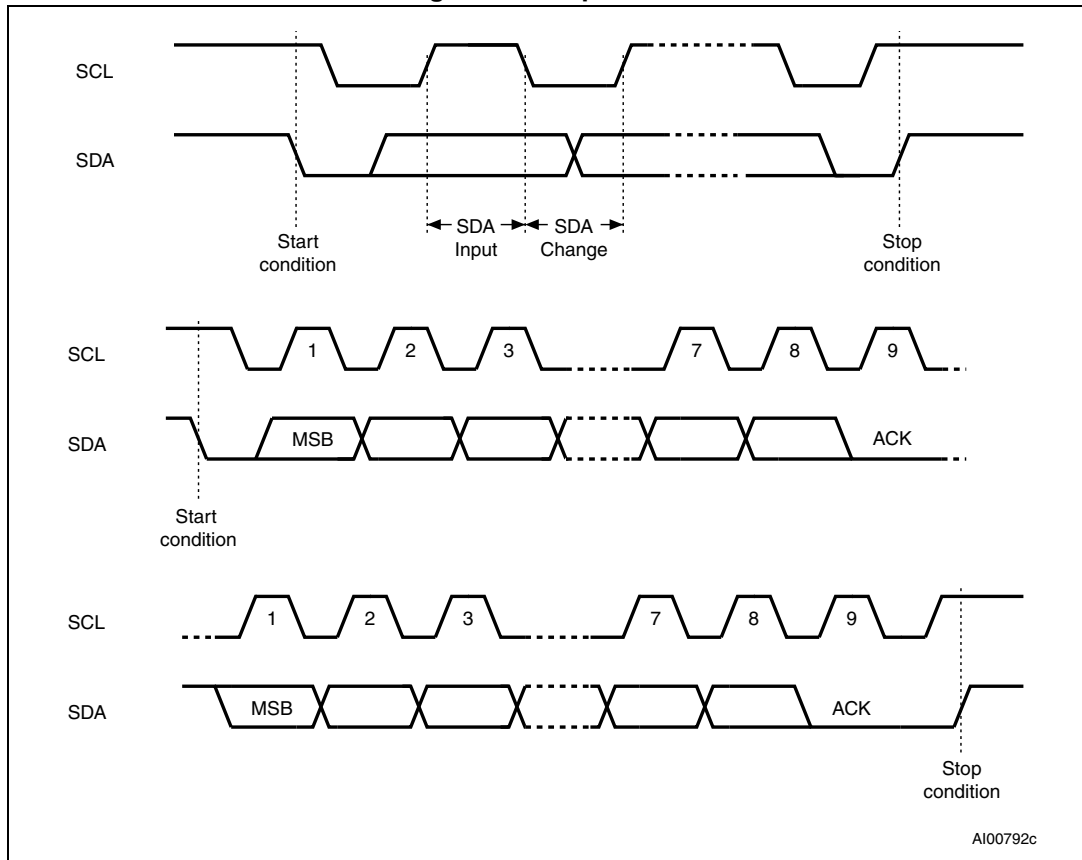 SCL
SDA
SDA
Input
SDA
Change
Start
condition
Stop
condition
SCL
1
2
3
7
8
9
SDA
MSB
ACK
Start
condition
SCL
1
2
3
7
8
9
SDA
MSB
ACK
Stop
condition
AI00792c